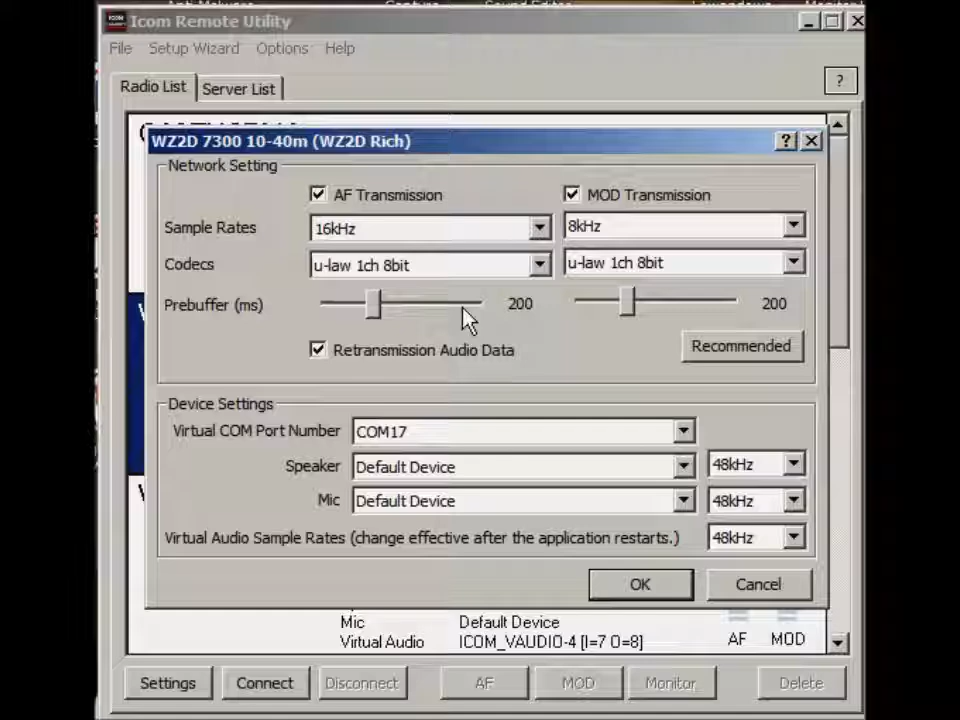 Icom Remote Utility
File Setup Wizard Options Help
Radio List Server List ?
WZ2D 7300 10-40m (WZ2D Rich) ?
Network Setting
AF Transmission MOD Transmission
Sample Rates 16kHz 8kHz
Codecs u-law 1ch 8bit u-law 1ch 8bit
Prebuffer (ms) 200 200
Retransmission Audio Data Recommended
Device Settings
Virtual COM Port Number COM17
Speaker Default Device 48kHz
Mic Default Device 48kHz
Virtual Audio Sample Rates (change effective after the application restarts.) 48kHz
OK Cancel
Mic Default Device
Virtual Audio ICOM_VAUDIO-4 [I=7 O=8] AF MOD
Settings Connect Disconnect AF MOD Monitor Delete